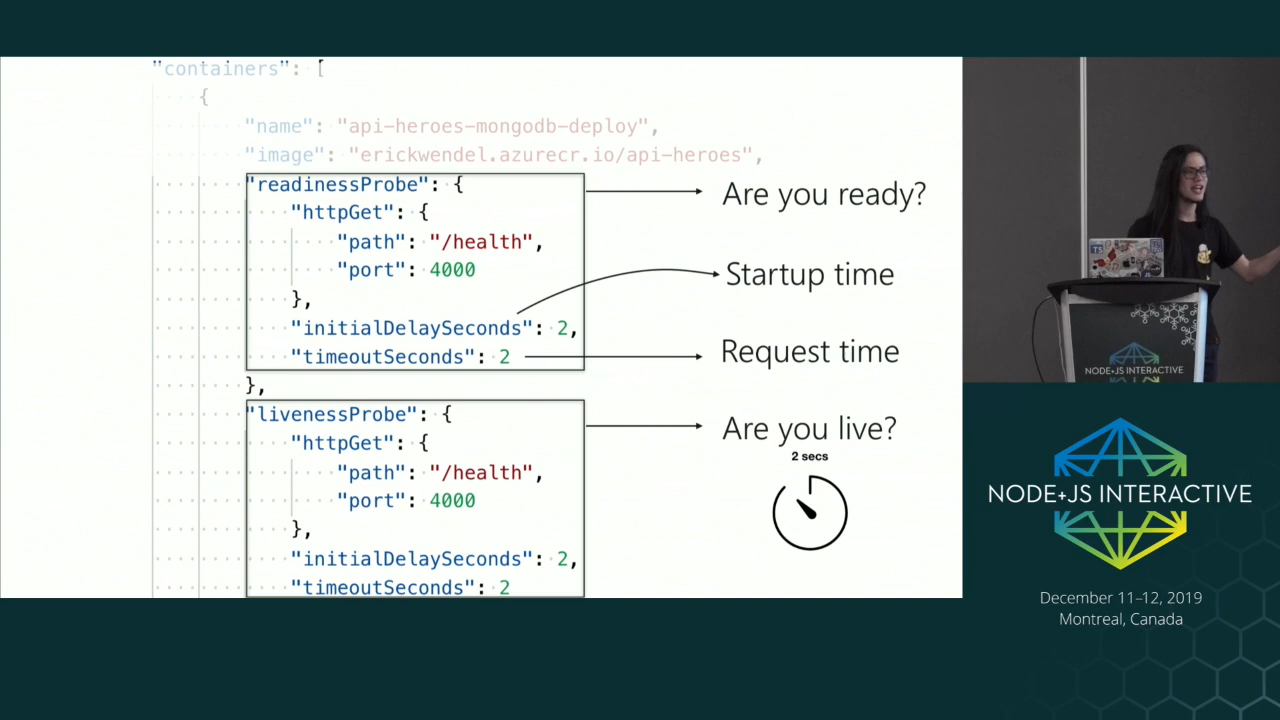 "containers": [
{
"name": "api-heroes-mongodb-deploy",
"image": "erickwendel.azurecr.io/api-heroes",
"readinessProbe": {
"httpGet": {
"path": "/health",
"port": 4000
},
"initialDelaySeconds": 2,
"timeoutSeconds": 2
},
"livenessProbe": {
"httpGet": {
"path": "/health",
"port": 4000
},
"initialDelaySeconds": 2,
"timeoutSeconds": 2
Are you ready?
Startup time
Request time
Are you live?
2 secs
TS
NODE+JS INTERACTIVE
NODE+JS INTERACTIVE
December 11–12, 2019
Montreal, Canada